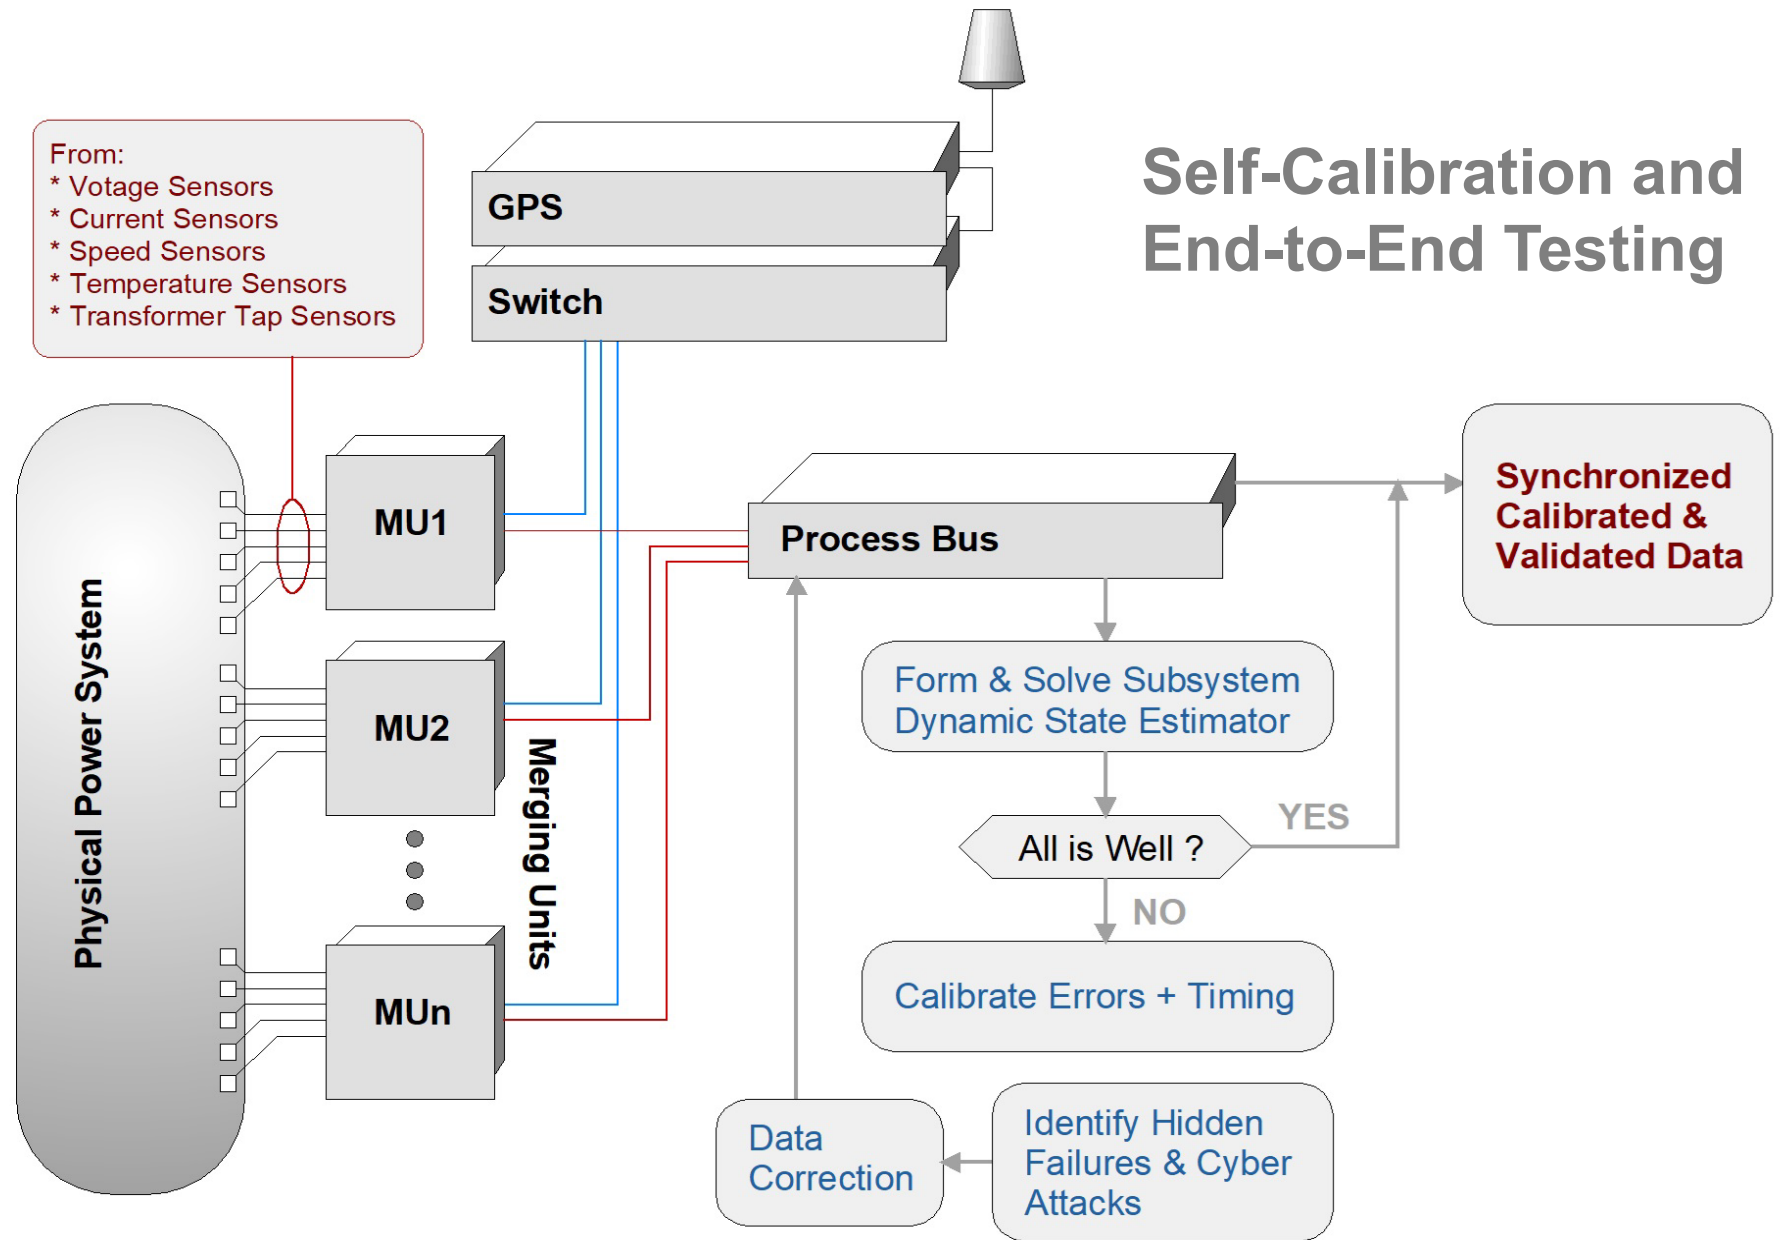 Self-Calibration and
End-to-End Testing
From:
* Votage Sensors
* Current Sensors
* Speed Sensors
* Temperature Sensors
* Transformer Tap Sensors
GPS
Switch
Physical Power System
MU1
MU2
MUn
Merging Units
Process Bus
Synchronized
Calibrated &
Validated Data
Form & Solve Subsystem
Dynamic State Estimator
All is Well ?
YES
NO
Calibrate Errors + Timing
Identify Hidden
Failures & Cyber
Attacks
Data
Correction